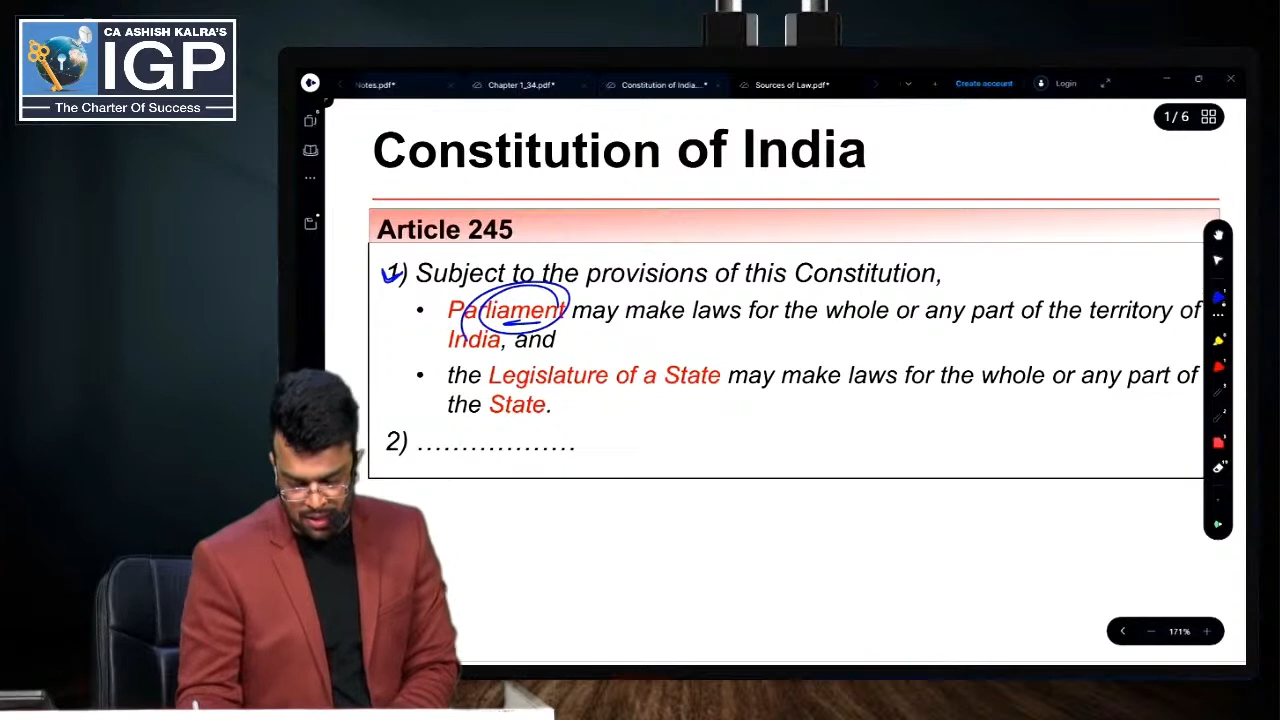 CA ASHISH KALRA'S
IGP
The Charter Of Success
Notes.pdf*
Chapter 1_34.pdf*
Constitution of India....*
Sources of Law.pdf*
Create account
Login
1 / 6
Constitution of India
Article 245
1) Subject to the provisions of this Constitution,
• Parliament may make laws for the whole or any part of the territory of
India, and
• the Legislature of a State may make laws for the whole or any part of
the State.
2) ………………
171%